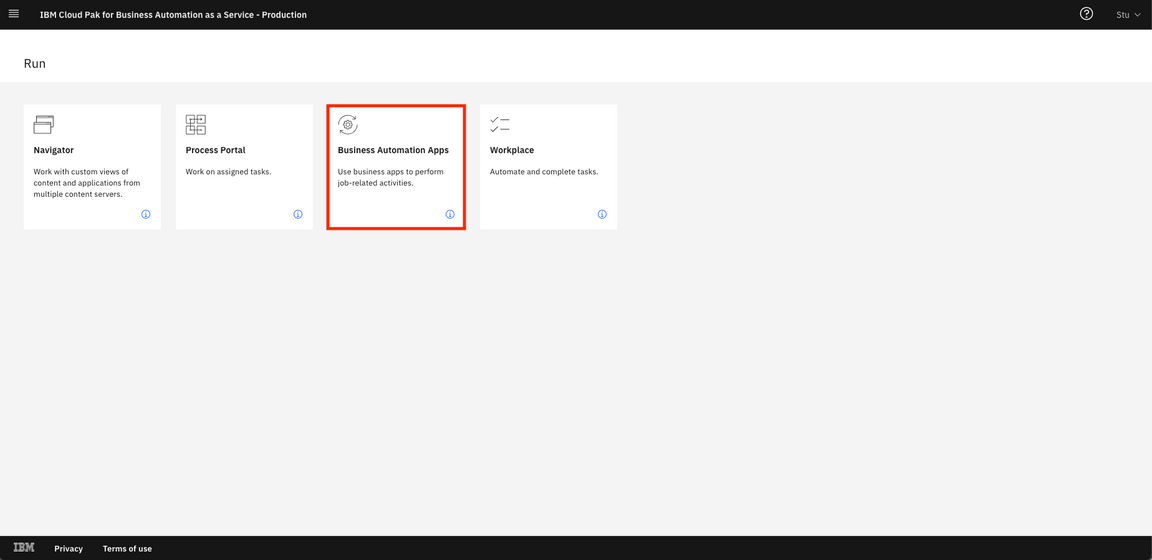 IBM Cloud Pak for Business Automation as a Service - Production
Stu
Run
Navigator
Work with custom views of
content and applications from
multiple content servers.
Process Portal
Work on assigned tasks.
Business Automation Apps
Use business apps to perform
job-related activities.
Workplace
Automate and complete tasks.
IBM
Privacy
Terms of use